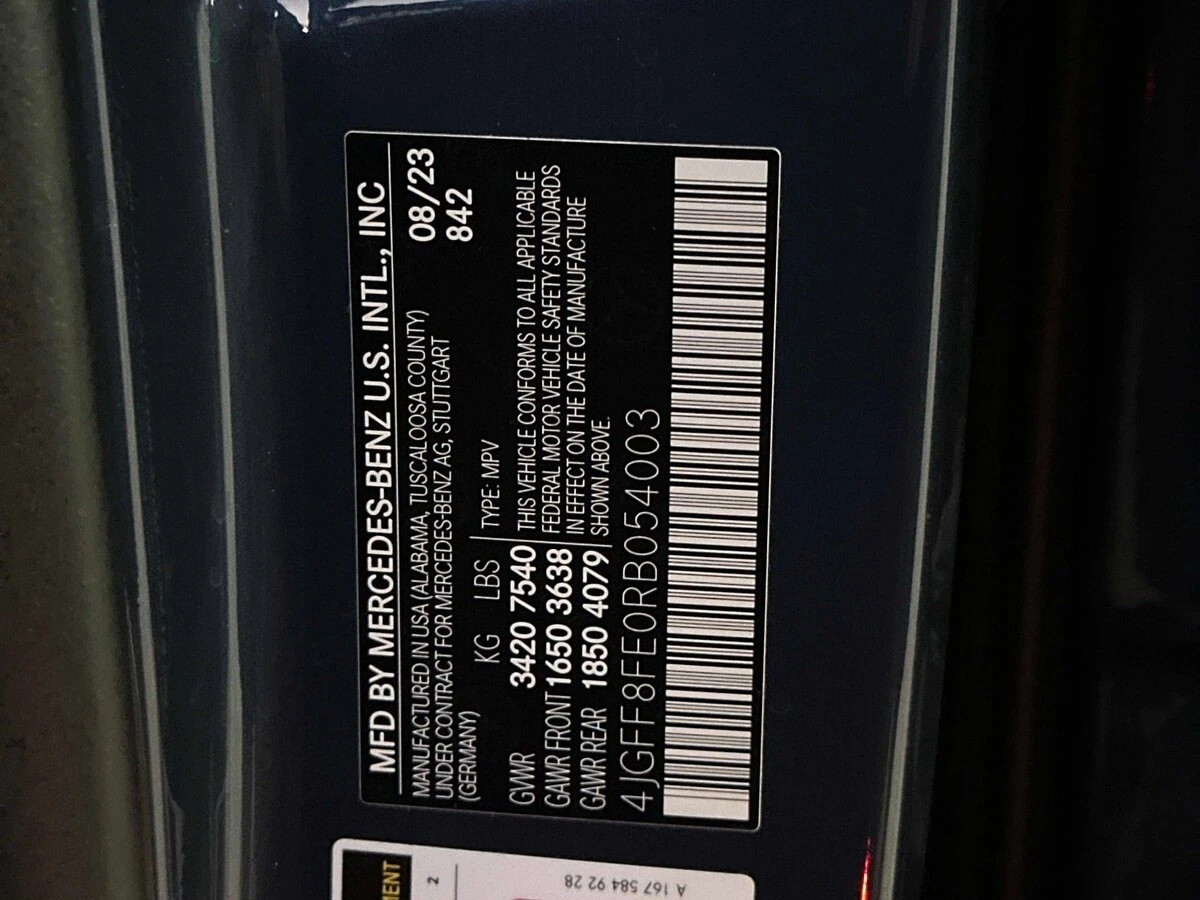 MFD BY MERCEDES-BENZ U.S. INTL., INC
MANUFACTURED IN USA (ALABAMA, TUSCALOOSA COUNTY)
UNDER CONTRACT FOR MERCEDES-BENZ AG, STUTTGART
(GERMANY)
08/23
842
KG LBS TYPE: MPV
GVWR 3420 7540
GAWR FRONT 1650 3638
GAWR REAR 1850 4079
THIS VEHICLE CONFORMS TO ALL APPLICABLE
FEDERAL MOTOR VEHICLE SAFETY STANDARDS
IN EFFECT ON THE DATE OF MANUFACTURE
SHOWN ABOVE.
4JGFF8FE0RB054003
MENT
2
A 167 584 92 28